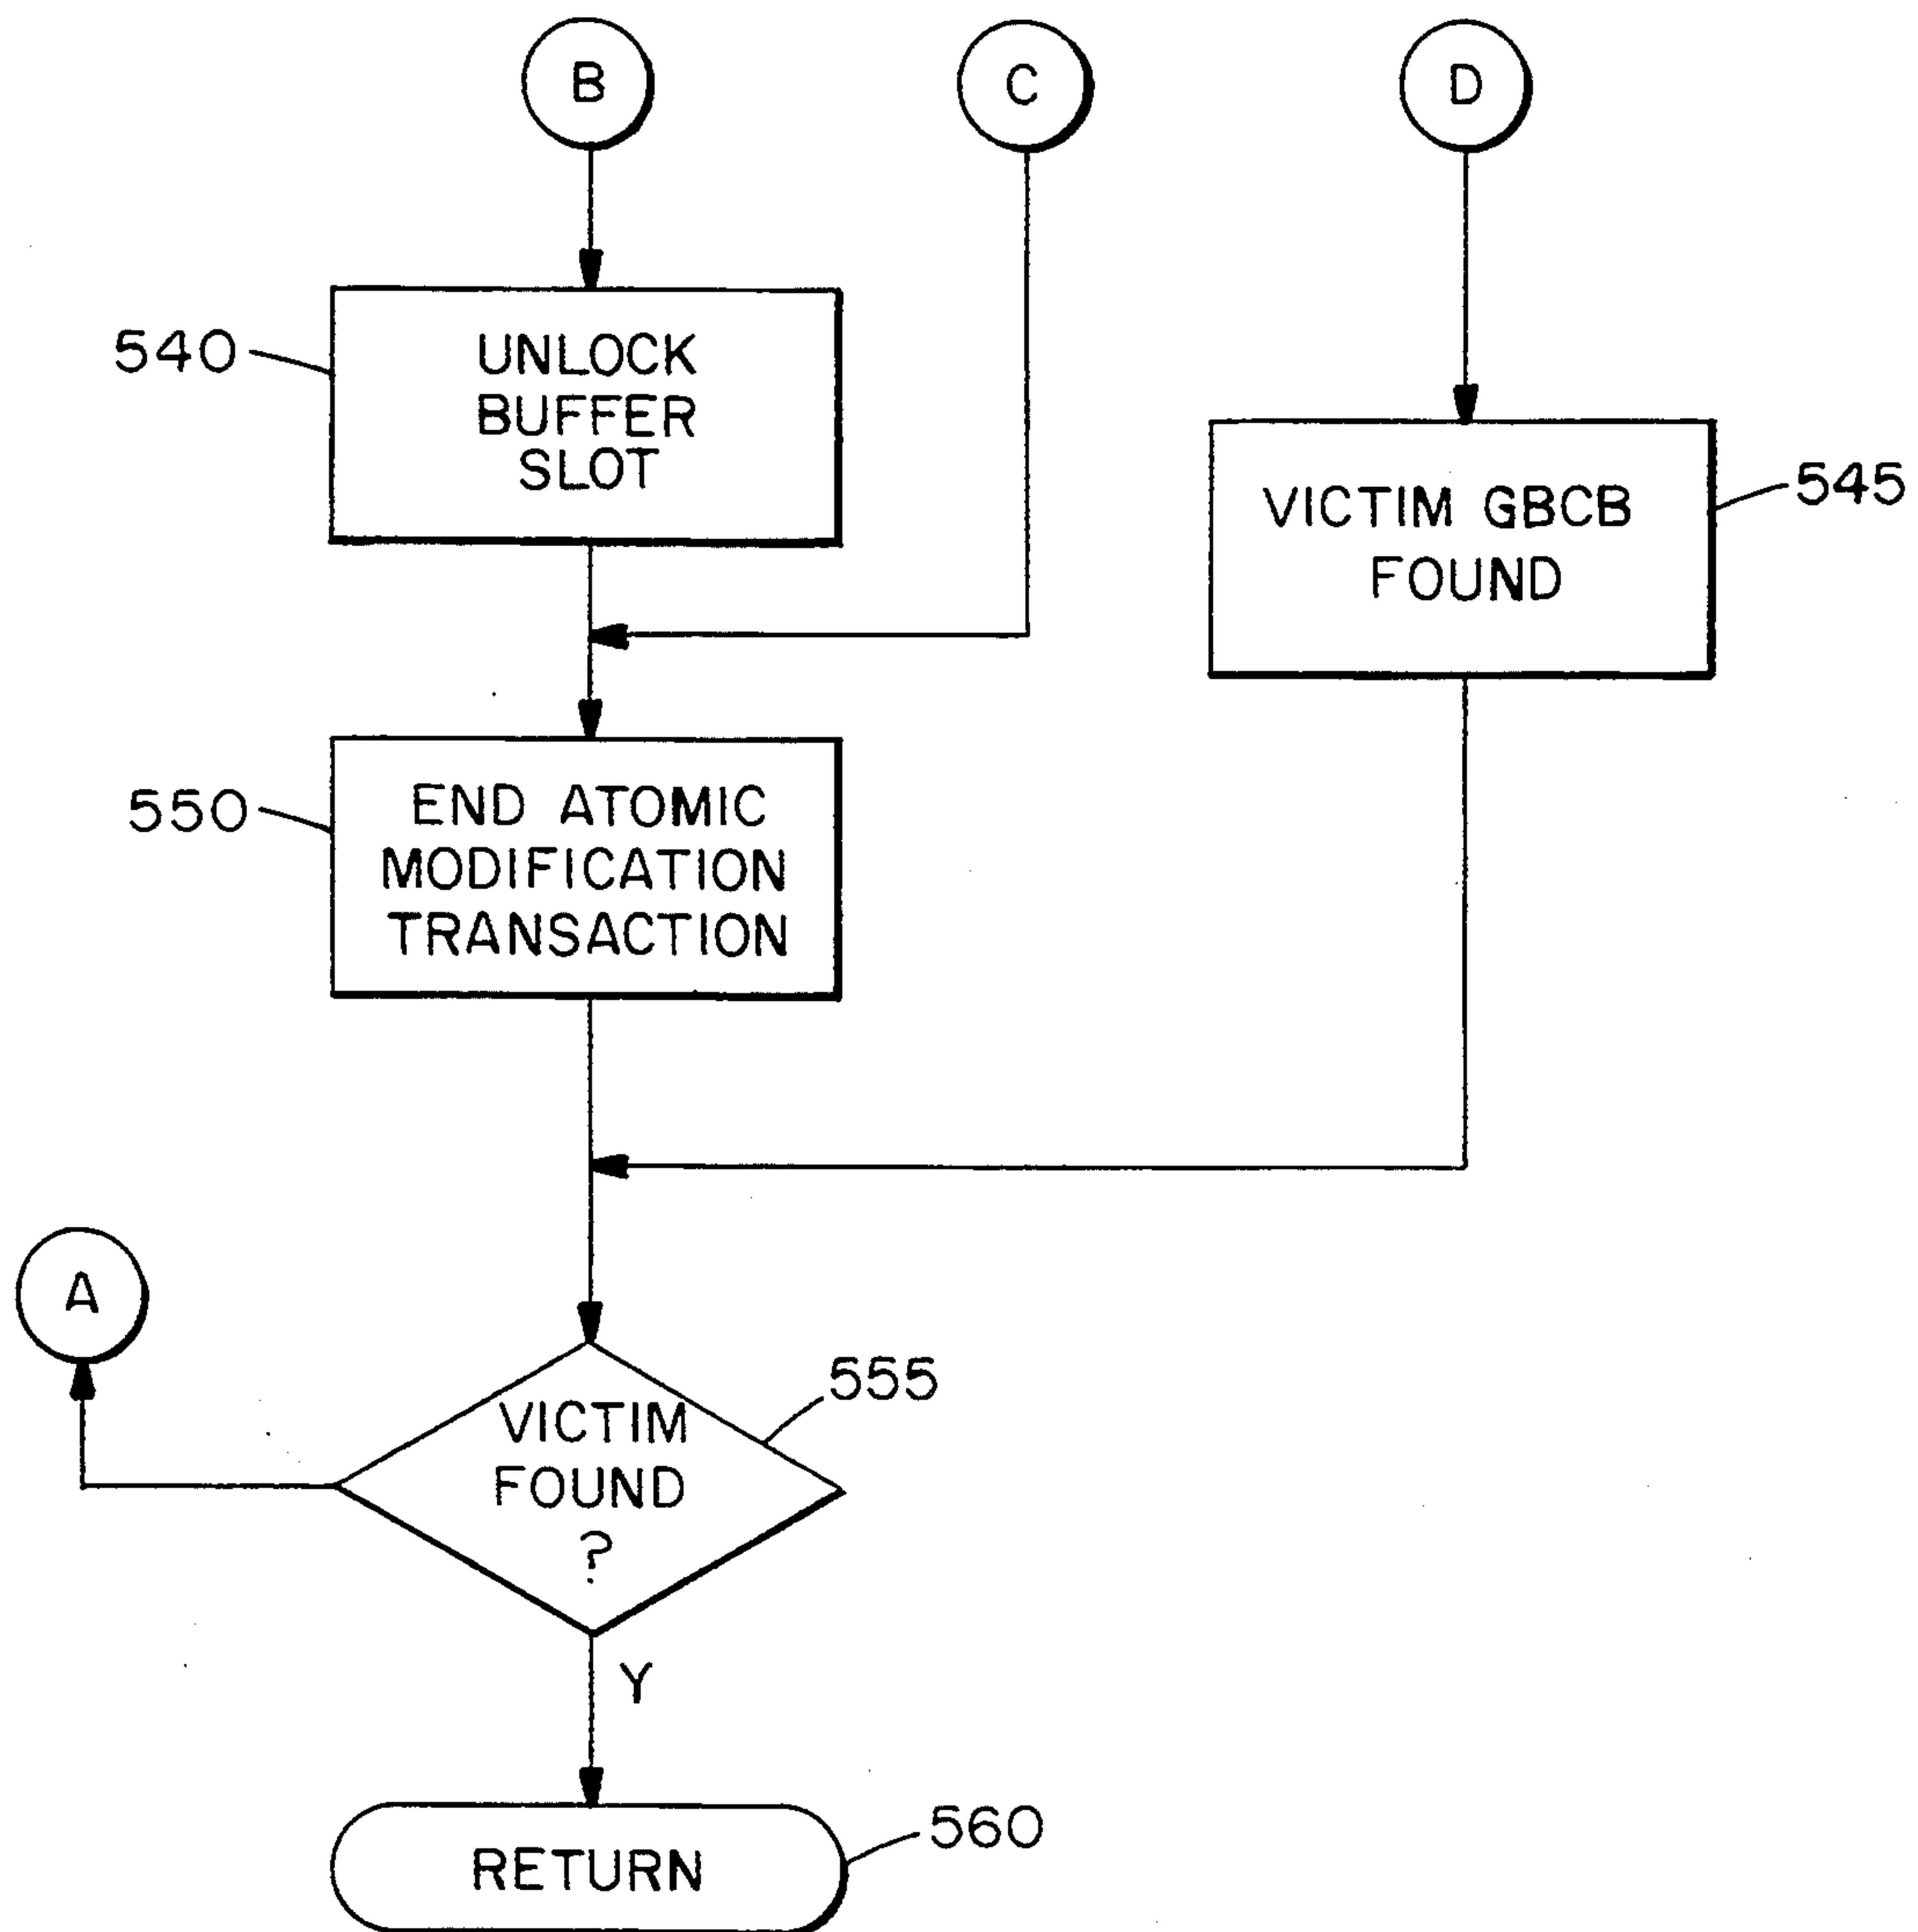 B
C
D
540
UNLOCK
BUFFER
SLOT
VICTIM GBCB
FOUND
545
550
END ATOMIC
MODIFICATION
TRANSACTION
A
555
VICTIM
FOUND
?
Y
RETURN
560